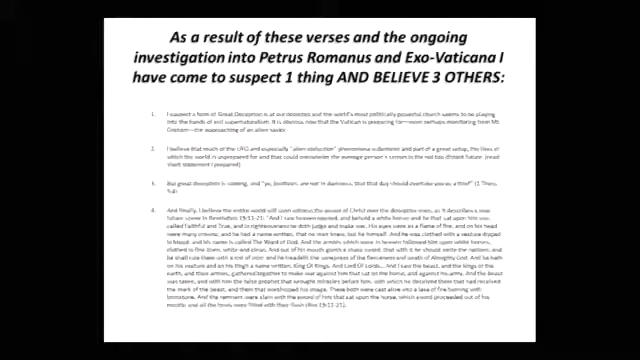 As a result of these verses and the ongoing
investigation into Petrus Romanus and Exo-Vaticana I
have come to suspect 1 thing AND BELIEVE 3 OTHERS:
1. I suspect a form of Great Deception is at our doorstep and the world's most politically powerful church seems to be playing
into the hands of evil supernaturalism. It is obvious now that the Vatican is preparing for—more perhaps monitoring from Mt.
Graham—the approaching of an alien savior
2. I believe that much of the UFO and especially "alien abduction" phenomena and part of a great setup, the likes of
which the world is unprepared for and that could overwhelm the average person's in the not too distant future (read
short statement I prepared)
3. But great deception is coming, and "ye, brethren, are not in darkness, that that day should overtake you as a thief" (1 Thess.
5:4)
4. And finally, I believe the entire world will soon witness the power of Christ over the deception ones, as it describes a near
future scene in Revelation 19:11-21: "And I saw heaven opened, and behold a white horse; and he that sat upon him was
called Faithful and True, and in righteousness he doth judge and make war. His eyes were as a flame of fire, and on his head
were many crowns; and he had a name written, that no man knew, but he himself. And he was clothed with a vesture dipped
in blood: and his name is called The Word of God. And the armies which were in heaven followed him upon white horses,
clothed in fine linen, white and clean. And out of his mouth goeth a sharp sword, that with it he should smite the nations: and
he shall rule them with a rod of iron: and he treadeth the winepress of the fierceness and wrath of Almighty God. And he hath
on his vesture and on his thigh a name written, King Of Kings, And Lord Of Lords.... And I saw the beast, and the kings of the
earth, and their armies, gathered together to make war against him that sat on the horse, and against his army. And the beast
was taken, and with him the false prophet that wrought miracles before him, with which he deceived them that had received
the mark of the beast, and them that worshipped his image. These both were cast alive into a lake of fire burning with
brimstone. And the remnant were slain with the sword of him that sat upon the horse, which sword proceeded out of his
mouth: and all the fowls were filled with their flesh (Rev 19:11-21).